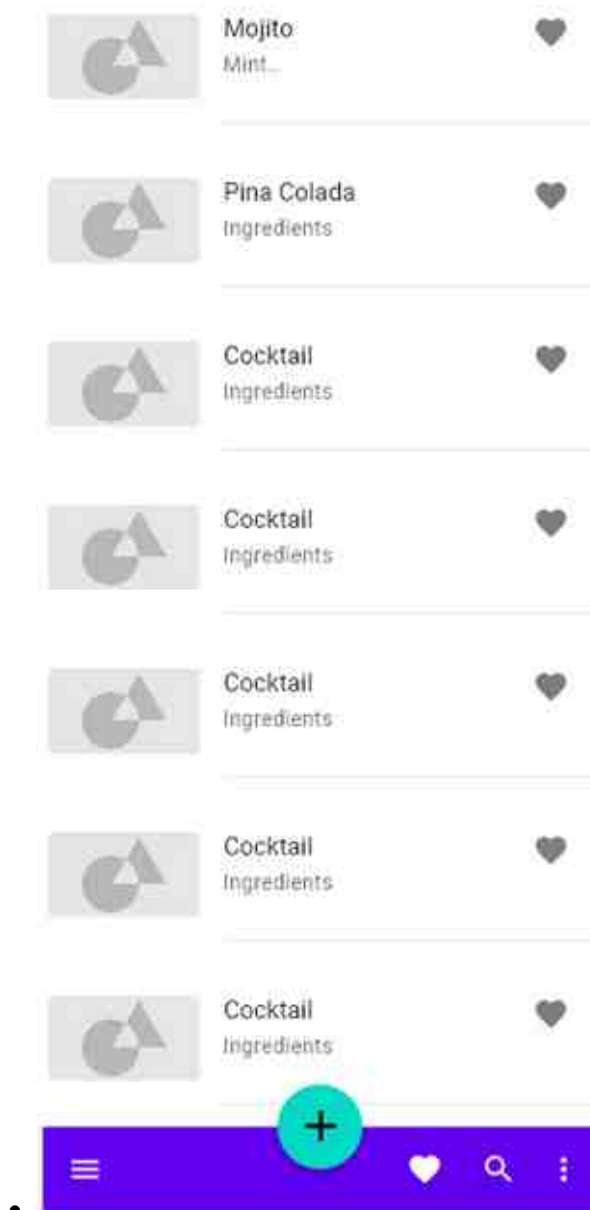 Mojito
Mint...
Pina Colada
Ingredients
Cocktail
Ingredients
Cocktail
Ingredients
Cocktail
Ingredients
Cocktail
Ingredients
Cocktail
Ingredients